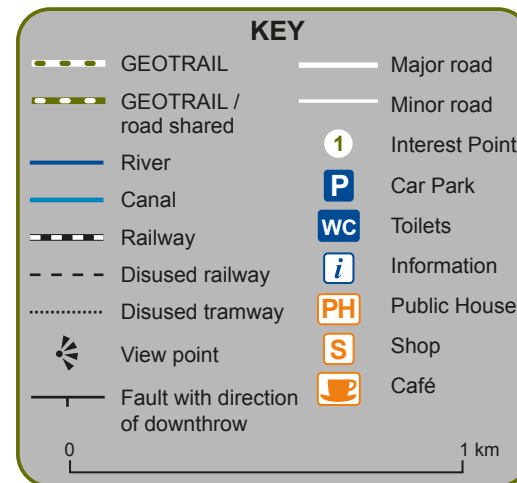 KEY
GEOTRAIL
GEOTRAIL /
road shared
River
Canal
Railway
Disused railway
Disused tramway
View point
Fault with direction
of downthrow
Major road
Minor road
1 Interest Point
P Car Park
WC Toilets
i Information
PH Public House
S Shop
Café
0 1 km